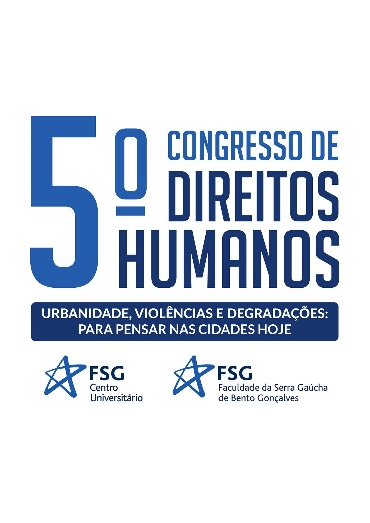 5º CONGRESSO DE
DIREITOS
HUMANOS
URBANIDADE, VIOLÊNCIAS E DEGRADAÇÕES:
PARA PENSAR NAS CIDADES HOJE
FSG
Centro
Universitário
FSG
Faculdade da Serra Gaúcha
de Bento Gonçalves